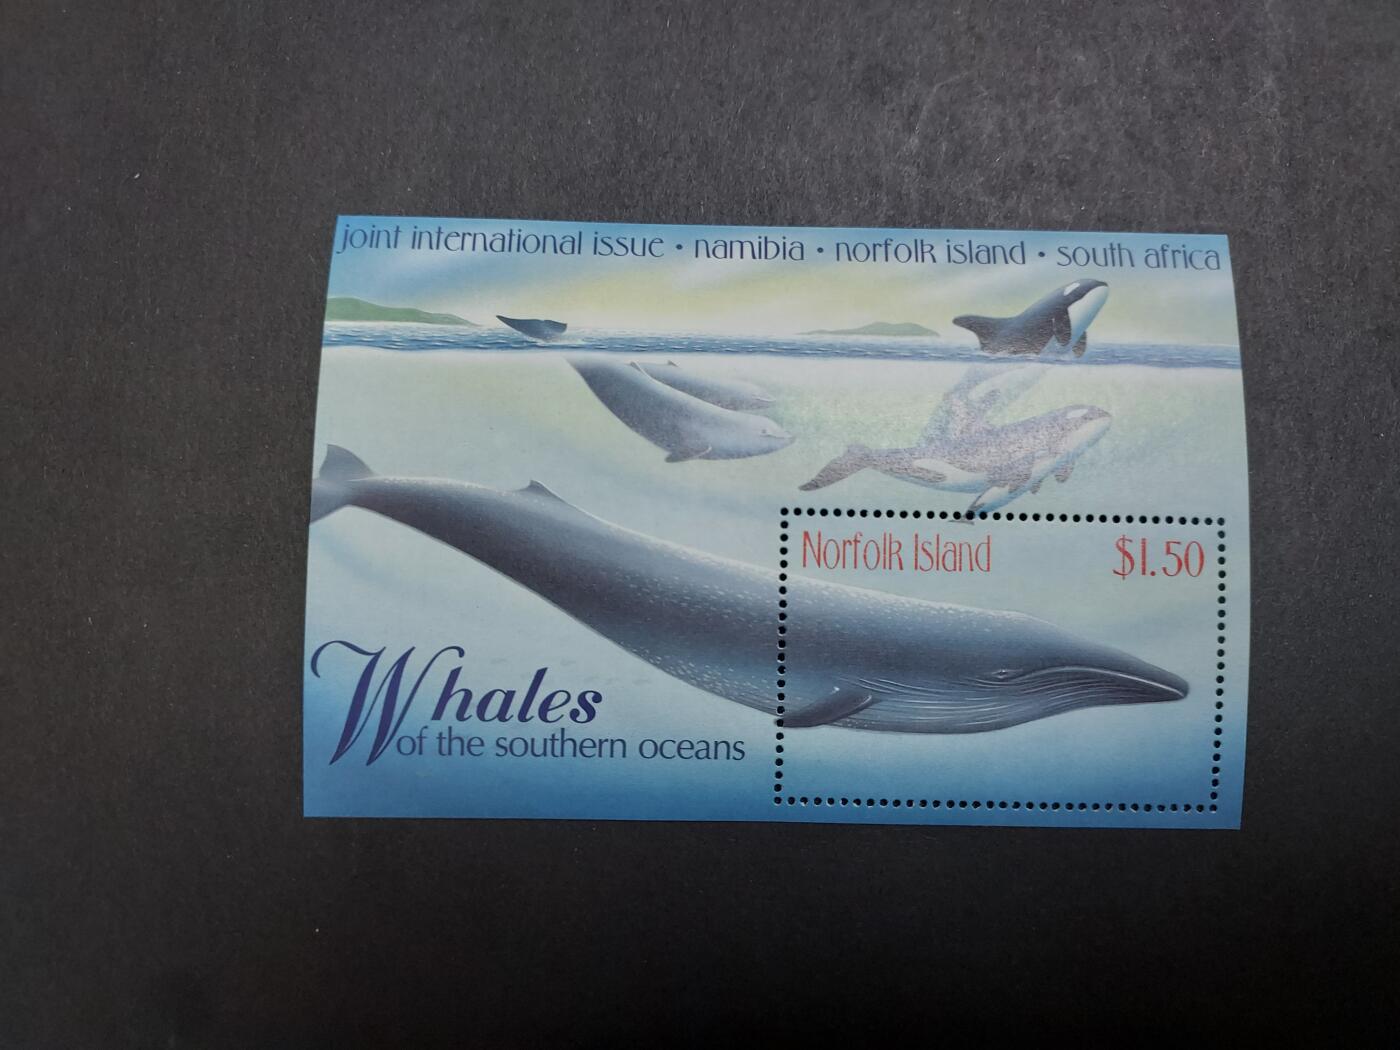 joint international issue • namibia • norfolk island • south africa
Norfolk Island $1.50
Whales
of the southern oceans